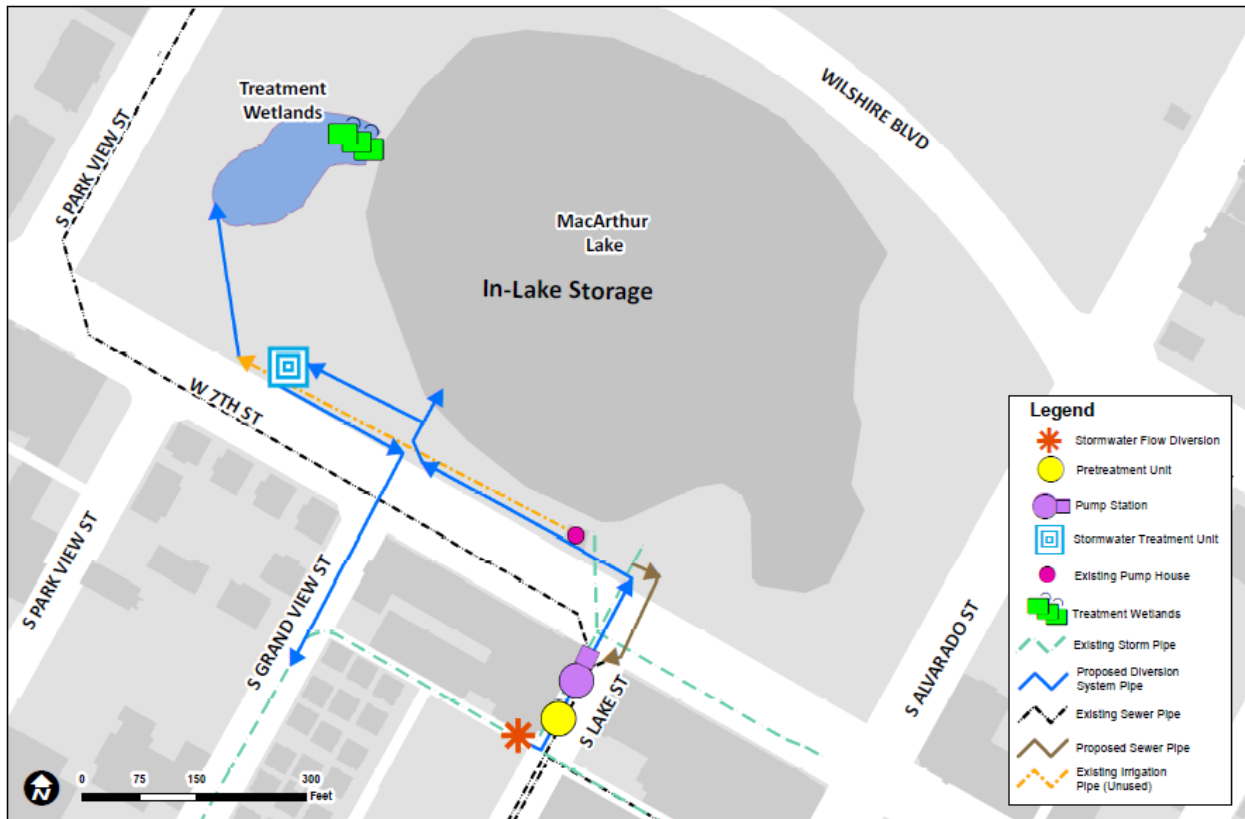 WILSHIRE BLVD
Treatment
Wetlands
S PARK VIEW ST
MacArthur
Lake
In-Lake Storage
W 7TH ST
S PARK VIEW ST
S GRAND VIEW ST
S LAKE ST
S ALVARADO ST
Legend
Stormwater Flow Diversion
Pretreatment Unit
Pump Station
Stormwater Treatment Unit
Existing Pump House
Treatment Wetlands
Existing Storm Pipe
Proposed Diversion
System Pipe
Existing Sewer Pipe
Proposed Sewer Pipe
Existing Irrigation
Pipe (Unused)
N
0 75 150 300
Feet